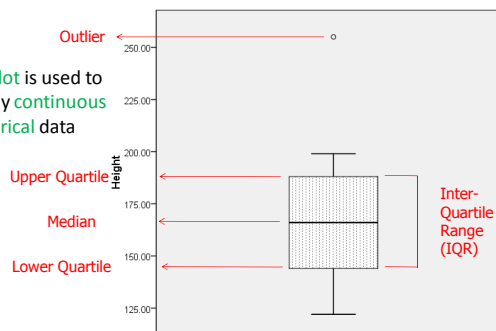 Outlier
250.00
lot is used to
y continuous
rical data
225.00
200.00
Upper Quartile
Height
175.00
Median
Inter-
Quartile
Range
(IQR)
150.00
Lower Quartile
125.00